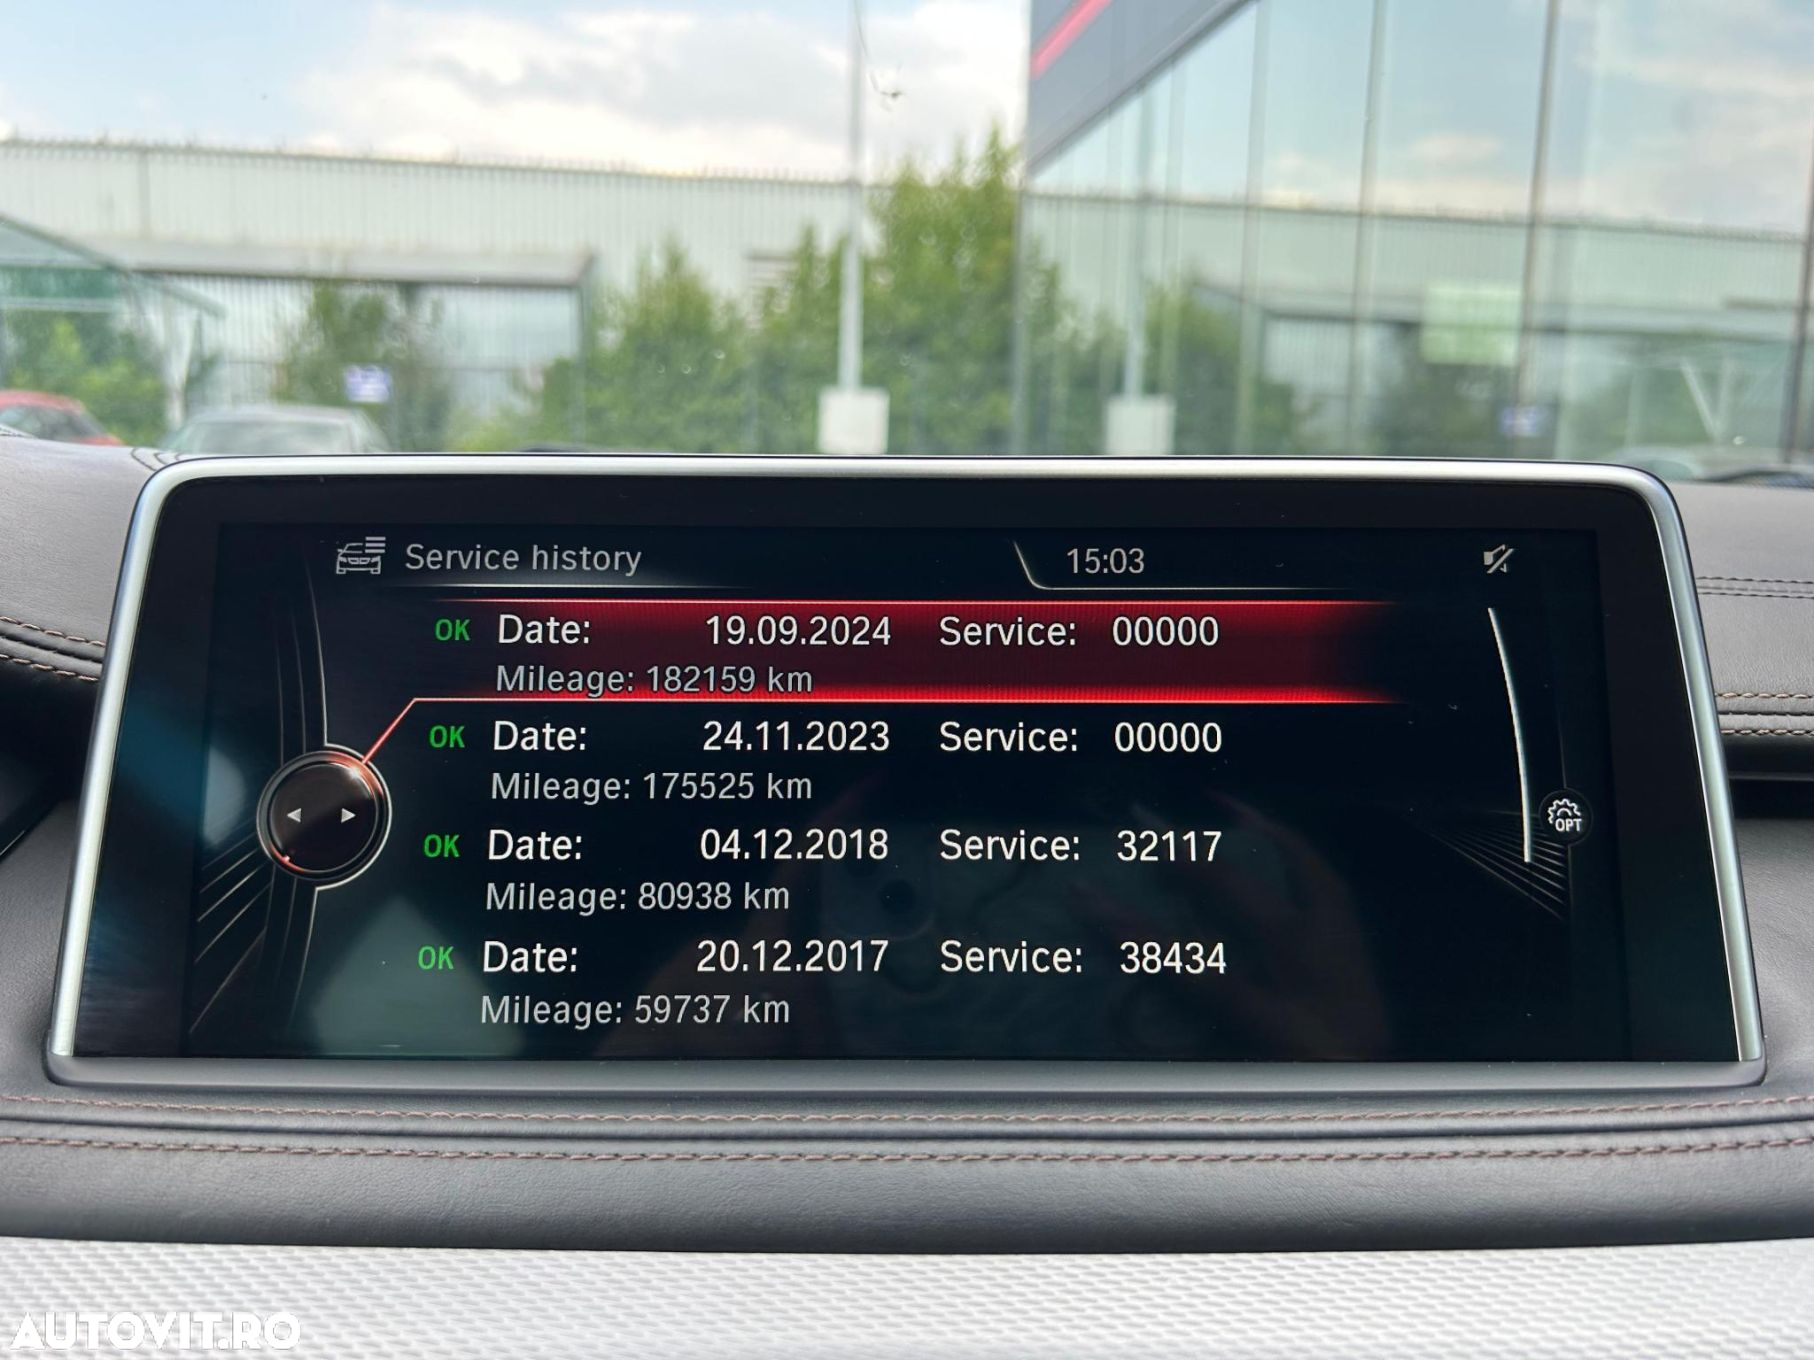 Service history
15:03
OK Date: 19.09.2024 Service: 00000
Mileage: 182159 km
OK Date: 24.11.2023 Service: 00000
Mileage: 175525 km
OK Date: 04.12.2018 Service: 32117
Mileage: 80938 km
OK Date: 20.12.2017 Service: 38434
Mileage: 59737 km
OPT
AUTOVIT.RO